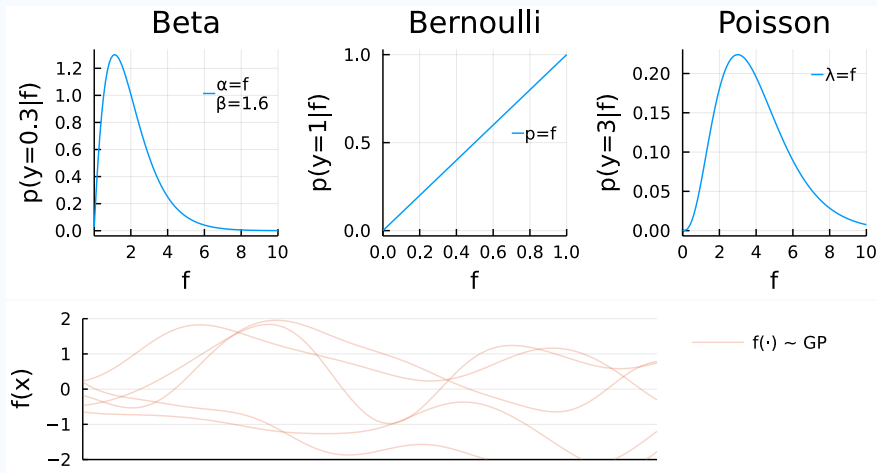 Beta
Bernoulli
Poisson
p(y=0.3|f)
1.2
1.0
0.8
0.6
0.4
0.2
0.0
α=f
β=1.6
2
4
6
8
10
f
p(y=1|f)
1.0
0.5
0.0
p=f
0.0
0.2
0.4
0.6
0.8
1.0
f
p(y=3|f)
0.20
0.15
0.10
0.05
0.00
λ=f
0
2
4
6
8
10
f
f(x)
2
1
0
−1
−2
f(·) ~ GP